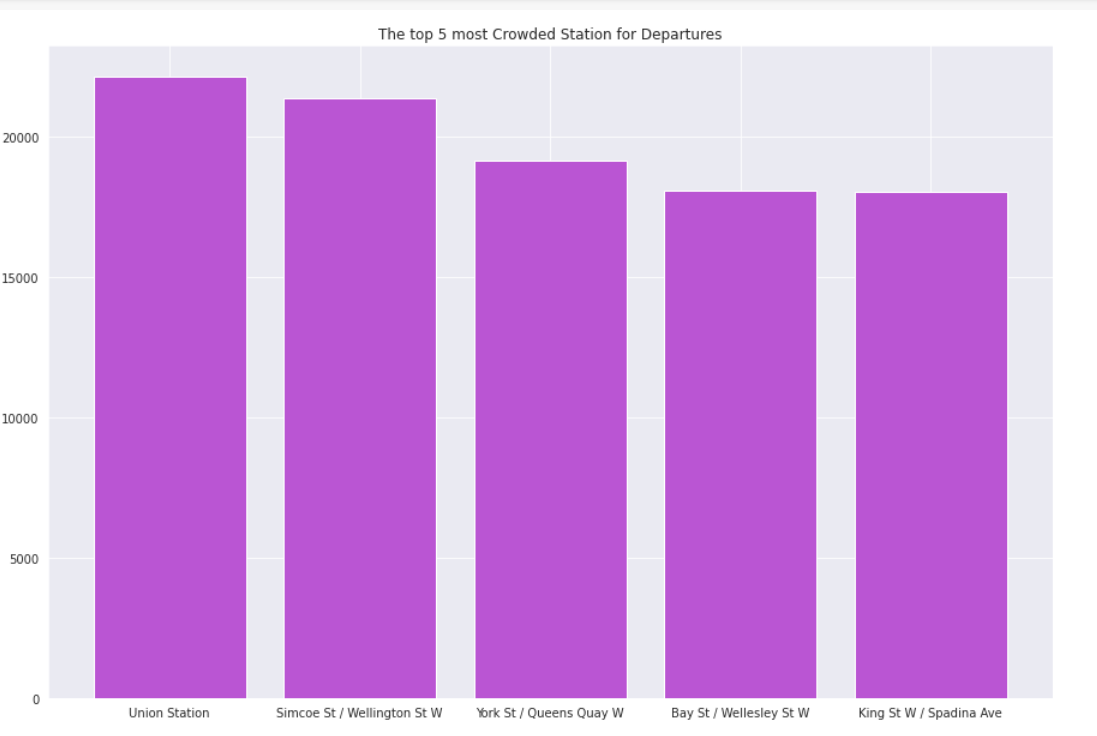 The top 5 most Crowded Station for Departures
20000
15000
10000
5000
0
Union Station Simcoe St / Wellington St W York St / Queens Quay W Bay St / Wellesley St W King St W / Spadina Ave